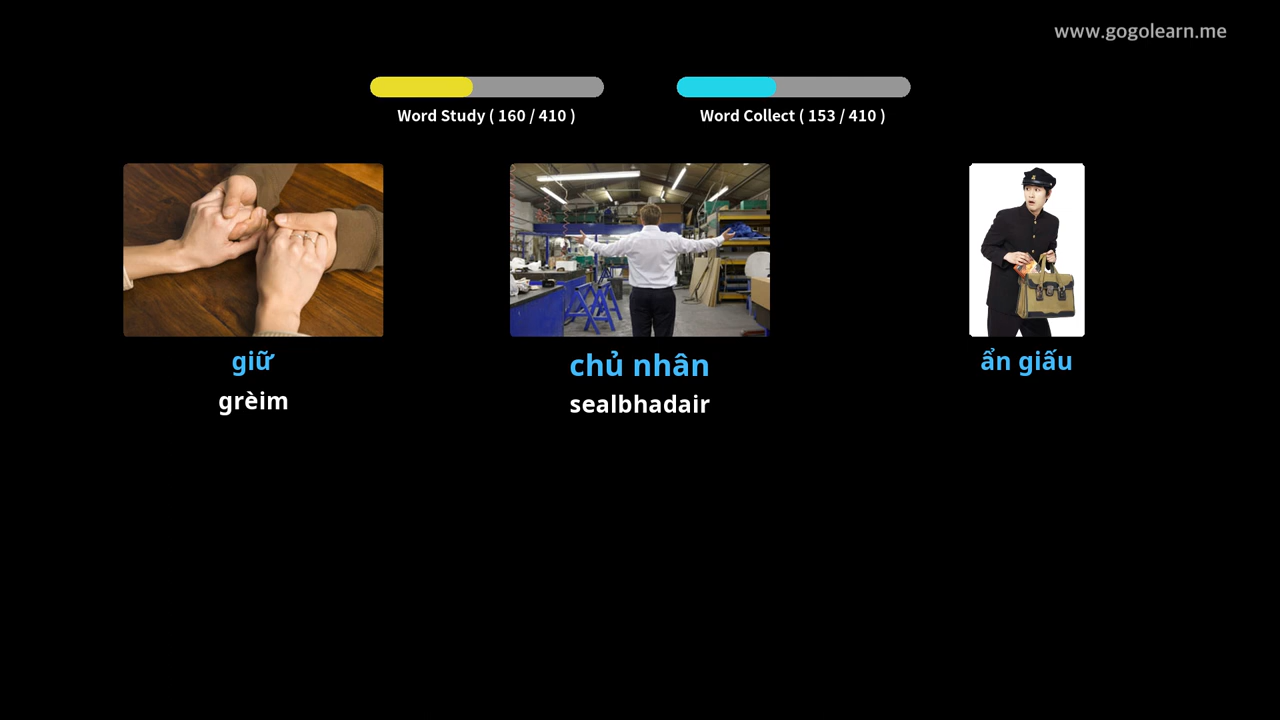 www.gogolearn.me
Word Study ( 160 / 410 )
Word Collect ( 153 / 410 )
giữ
grèim
chủ nhân
sealbhadair
ẩn giấu